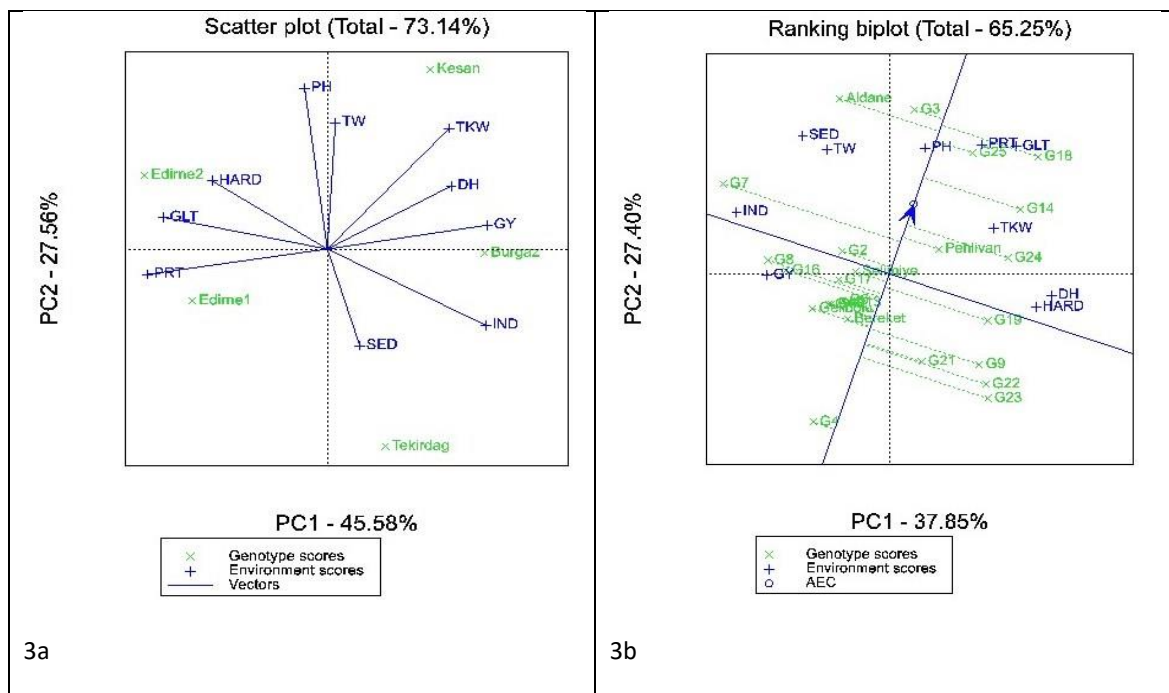 Scatter plot (Total - 73.14%)
Kesan
PH
TW
TKW
Edirne2
HARD
DH
GLT
GY
Burgaz
PRT
Edirne1
IND
SED
Tekirdag
PC2 - 27.56%
PC1 - 45.58%
Genotype scores
Environment scores
Vectors
3a
Ranking biplot (Total - 65.25%)
Aldane
G3
SED
TW
PH
PRT
GLT
G25
G18
G7
IND
G14
TKW
G2
Pehlivan
G24
G8
G16
Selimiye
GY
G17
DH
HARD
Gelibolu
Bereket
G19
G21
G9
G22
G23
G4
PC2 - 27.40%
PC1 - 37.85%
Genotype scores
Environment scores
AEC
3b